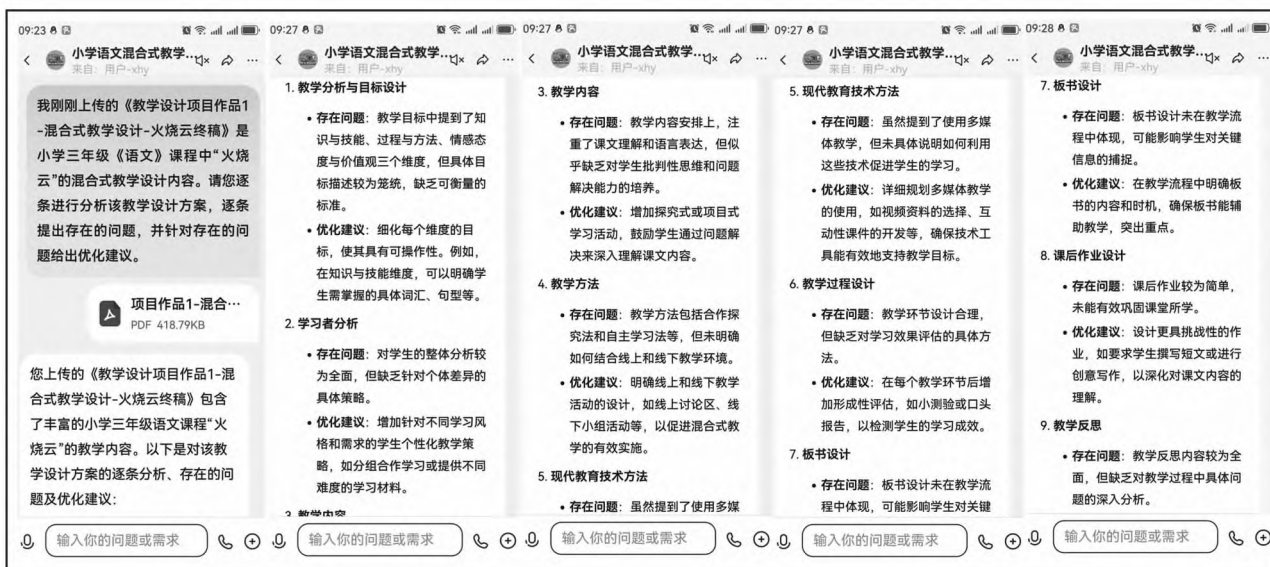 09:23
小学语文混合式教学...
来自：用户-xhy
我刚刚上传的《教学设计项目作品1
-混合式教学设计-火烧云终稿》是
小学三年级《语文》课程中“火烧
云”的混合式教学设计内容。请您逐
条进行分析该教学设计方案，逐条
提出存在的问题，并针对存在的问
题给出优化建议。
项目作品1-混合…
PDF 418.79KB
您上传的《教学设计项目作品1-混
合式教学设计-火烧云终稿》包含
了丰富的小学三年级语文课程“火
烧云”的教学内容。以下是对该教
学设计方案的逐条分析、存在的问
题及优化建议：
输入你的问题或需求
09:27
小学语文混合式教学...
来自：用户-xhy
1. 教学分析与目标设计
• 存在问题：教学目标中提到了知
识与技能、过程与方法、情感态
度与价值观三个维度，但具体目
标描述较为笼统，缺乏可衡量的
标准。
• 优化建议：细化每个维度的目
标，使其具有可操作性。例如，
在知识与技能维度，可以明确学
生需掌握的具体词汇、句型等。
2. 学习者分析
• 存在问题：对学生的整体分析较
为全面，但缺乏针对个体差异的
具体策略。
• 优化建议：增加针对不同学习风
格和需求的学生个性化教学策
略，如分组合作学习或提供不同
难度的学习材料。
3. 教学内容
输入你的问题或需求
09:27
小学语文混合式教学...
来自：用户-xhy
3. 教学内容
• 存在问题：教学内容安排上，注
重了课文理解和语言表达，但似
乎缺乏对学生批判性思维和问题
解决能力的培养。
• 优化建议：增加探究式或项目式
学习活动，鼓励学生通过问题解
决来深入理解课文内容。
4. 教学方法
• 存在问题：教学方法包括合作探
究法和自主学习法等，但未明确
如何结合线上和线下教学环境。
• 优化建议：明确线上和线下教学
活动的设计，如线上讨论区、线
下小组活动等，以促进混合式教
学的有效实施。
5. 现代教育技术方法
• 存在问题：虽然提到了使用多媒
输入你的问题或需求
09:27
小学语文混合式教学...
来自：用户-xhy
5. 现代教育技术方法
• 存在问题：虽然提到了使用多媒
体教学，但未具体说明如何利用
这些技术促进学生的学习。
• 优化建议：详细规划多媒体教学
的使用，如视频资料的选择、互
动性课件的开发等，确保技术工
具能有效地支持教学目标。
6. 教学过程设计
• 存在问题：教学环节设计合理，
但缺乏对学习效果评估的具体方
法。
• 优化建议：在每个教学环节后增
加形成性评估，如小测验或口头
报告，以检测学生的学习成效。
7. 板书设计
• 存在问题：板书设计未在教学流
程中体现，可能影响学生对关键
输入你的问题或需求
09:28
小学语文混合式教学...
来自：用户-xhy
7. 板书设计
• 存在问题：板书设计未在教学流
程中体现，可能影响学生对关键
信息的捕捉。
• 优化建议：在教学流程中明确板
书的内容和时机，确保板书能辅
助教学，突出重点。
8. 课后作业设计
• 存在问题：课后作业较为简单，
未能有效巩固课堂所学。
• 优化建议：设计更具挑战性的作
业，如要求学生撰写短文或进行
创意写作，以深化对课文内容的
理解。
9. 教学反思
• 存在问题：教学反思内容较为全
面，但缺乏对教学过程中具体问
题的深入分析。
输入你的问题或需求